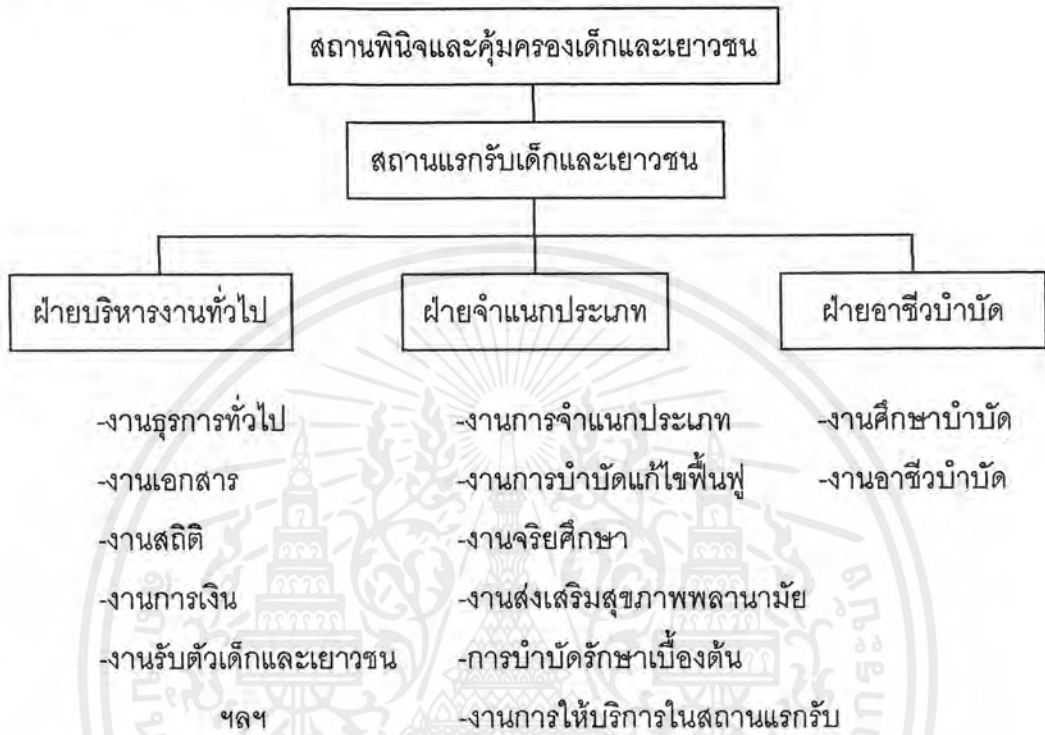 สถานพินิจและคุ้มครองเด็กและเยาวชน
สถานแรกรับเด็กและเยาวชน
ฝ่ายบริหารงานทั่วไป
ฝ่ายจำแนกประเภท
ฝ่ายอาชีวบำบัด
-งานธุรการทั่วไป
-งานเอกสาร
-งานสถิติ
-งานการเงิน
-งานรับตัวเด็กและเยาวชน
ฯลฯ
-งานการจำแนกประเภท
-งานการบำบัดแก้ไขฟื้นฟู
-งานจริยศึกษา
-งานส่งเสริมสุขภาพพลานามัย
-การบำบัดรักษาเบื้องต้น
-งานการให้บริการในสถานแรกรับ
-งานศึกษาบำบัด
-งานอาชีวบำบัด